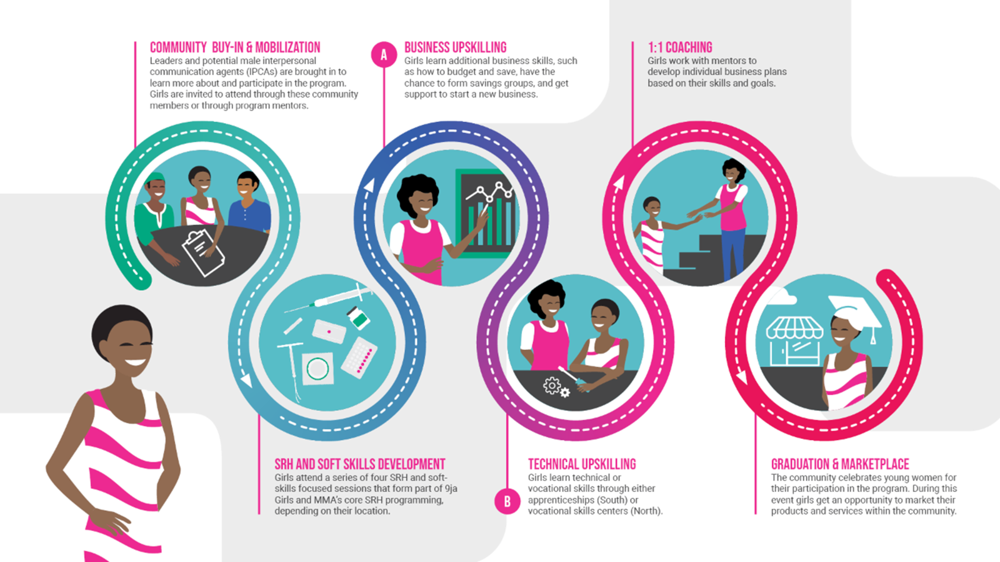 COMMUNITY BUY-IN & MOBILIZATION
Leaders and potential male interpersonal
communication agents (IPCAs) are brought in to
learn more about and participate in the program.
Girls are invited to attend through these community
members or through program mentors.
A
BUSINESS UPSKILLING
Girls learn additional business skills, such
as how to budget and save, have the
chance to form savings groups, and get
support to start a new business.
1:1 COACHING
Girls work with mentors to
develop individual business plans
based on their skills and goals.
SRH AND SOFT SKILLS DEVELOPMENT
Girls attend a series of four SRH and soft-
skills focused sessions that form part of 9ja
Girls and MMA's core SRH programming,
depending on their location.
B
TECHNICAL UPSKILLING
Girls learn technical or
vocational skills through either
apprenticeships (South) or
vocational skills centers (North).
GRADUATION & MARKETPLACE
The community celebrates young women for
their participation in the program. During this
event girls get an opportunity to market their
products and services within the community.